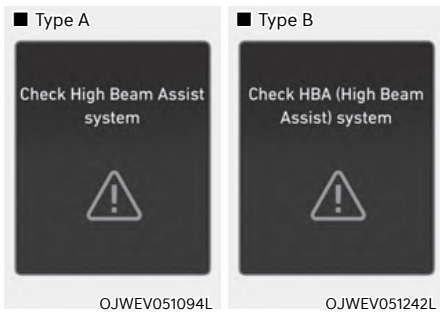 ■ Type A
Check High Beam Assist
system
OJWEV051094L
■ Type B
Check HBA (High Beam
Assist) system
OJWEV051242L